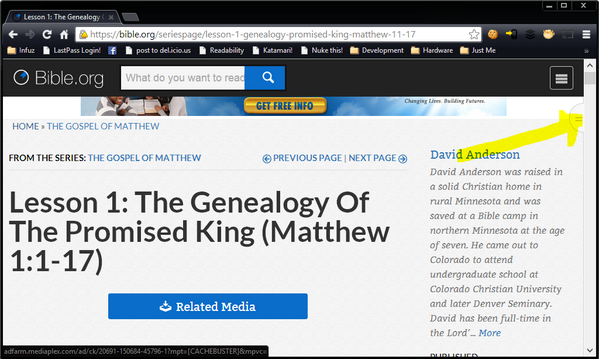 Lesson 1: The Genealogy O
https://bible.org/seriespage/lesson-1-genealogy-promised-king-matthew-11-17
Infuz LastPass Login! post to del.icio.us Readability Katamari Nuke this! Development Hardware Just Me
Bible.org What do you want to read
GET FREE INFO Changing Lives. Building Futures.
HOME » THE GOSPEL OF MATTHEW
FROM THE SERIES: THE GOSPEL OF MATTHEW PREVIOUS PAGE | NEXT PAGE
Lesson 1: The Genealogy Of
The Promised King (Matthew
1:1-17)
Related Media
David Anderson
David Anderson was raised in
a solid Christian home in
rural Minnesota and was
saved at a Bible camp in
northern Minnesota at the
age of seven. He came out to
Colorado to attend
undergraduate school at
Colorado Christian University
and later Denver Seminary.
David has been full-time in
the Lord'... More
PUBLISHED
adfarm.mediaplex.com/ad/ck/20691-150684-45796-1?mpt=[CACHEBUSTER]&mpvc=